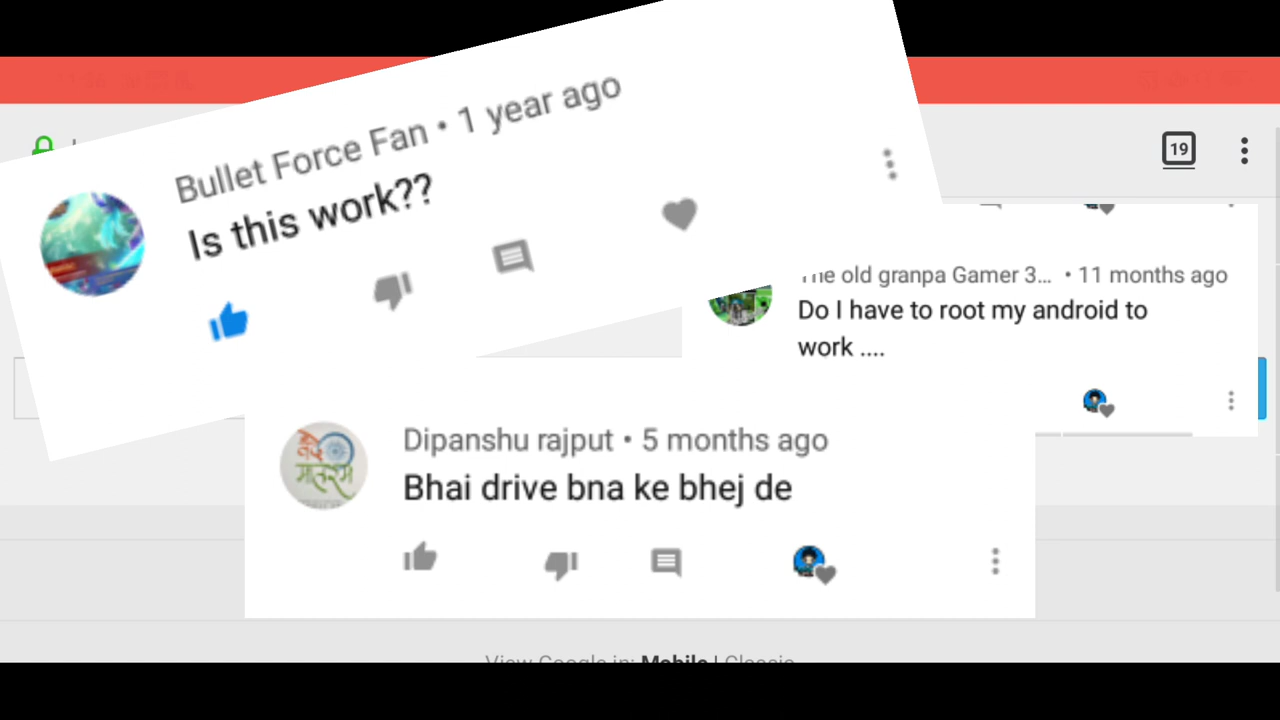 Bullet Force Fan • 1 year ago
Is this work??
19
The old granpa Gamer 3... • 11 months ago
Do I have to root my android to
work ....
Dipanshu rajput • 5 months ago
Bhai drive bna ke bhej de
View Google in: Mobile | Classic